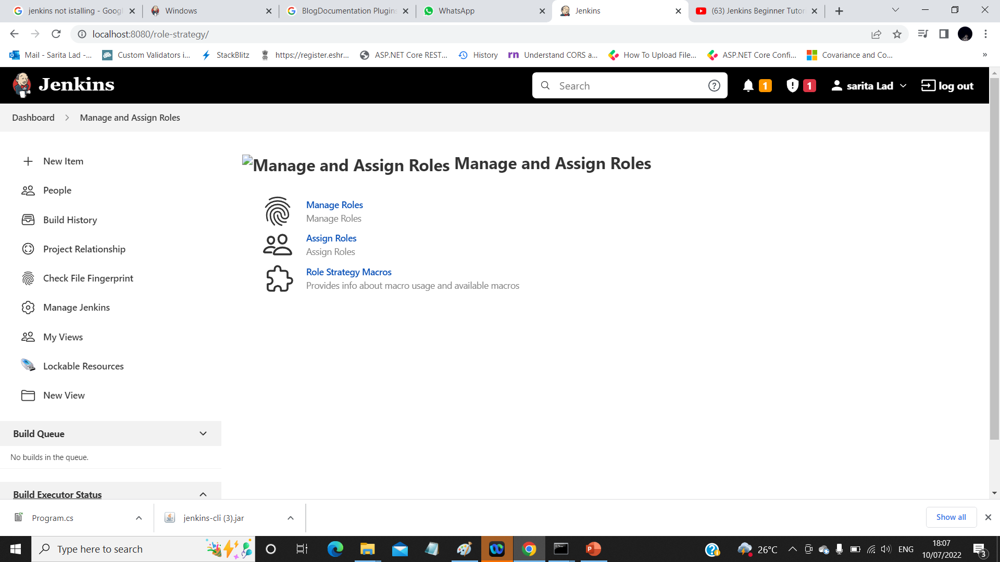 jenkins not istalling - Googl
Windows
BlogDocumentation Plugins
WhatsApp
Jenkins
(63) Jenkins Beginner Tutor
localhost:8080/role-strategy/
Mail - Sarita Lad -...
Custom Validators i...
StackBlitz
https://register.eshr...
ASP.NET Core REST...
History
rn Understand CORS a...
How To Upload File...
ASP.NET Core Confi...
Covariance and Co...
»
Jenkins
Search
1
1
sarita Lad
log out
Dashboard
Manage and Assign Roles
New Item
People
Build History
Project Relationship
Check File Fingerprint
Manage Jenkins
My Views
Lockable Resources
New View
Build Queue
No builds in the queue.
Build Executor Status
Manage and Assign Roles Manage and Assign Roles
Manage Roles
Manage Roles
Assign Roles
Assign Roles
Role Strategy Macros
Provides info about macro usage and available macros
Program.cs
jenkins-cli (3).jar
Show all
Type here to search
26°C
ENG
18:07
10/07/2022
3